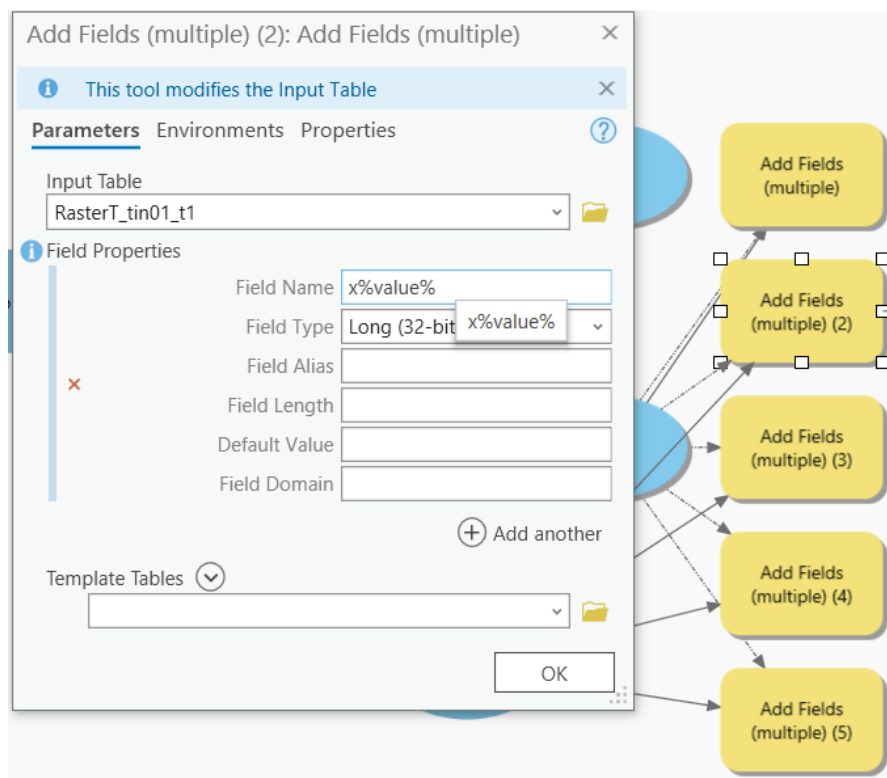 Add Fields (multiple) (2): Add Fields (multiple)
This tool modifies the Input Table
Parameters Environments Properties
Input Table
RasterT_tin01_t1
Field Properties
Field Name x%value%
Field Type Long (32-bit
x%value%
Field Alias
Field Length
Default Value
Field Domain
Add another
Template Tables
OK
Add Fields
(multiple)
Add Fields
(multiple) (2)
Add Fields
(multiple) (3)
Add Fields
(multiple) (4)
Add Fields
(multiple) (5)